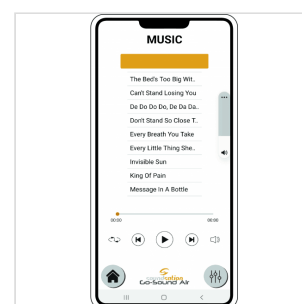 MUSIC
The Bed's Too Big Wit..
Can't Stand Losing You
De Do Do Do, De Da Da..
Don't Stand So Close T..
Every Breath You Take
Every Little Thing She..
Invisible Sun
King Of Pain
Message In A Bottle
00:00 00:00
soundsation
Go-Sound Air